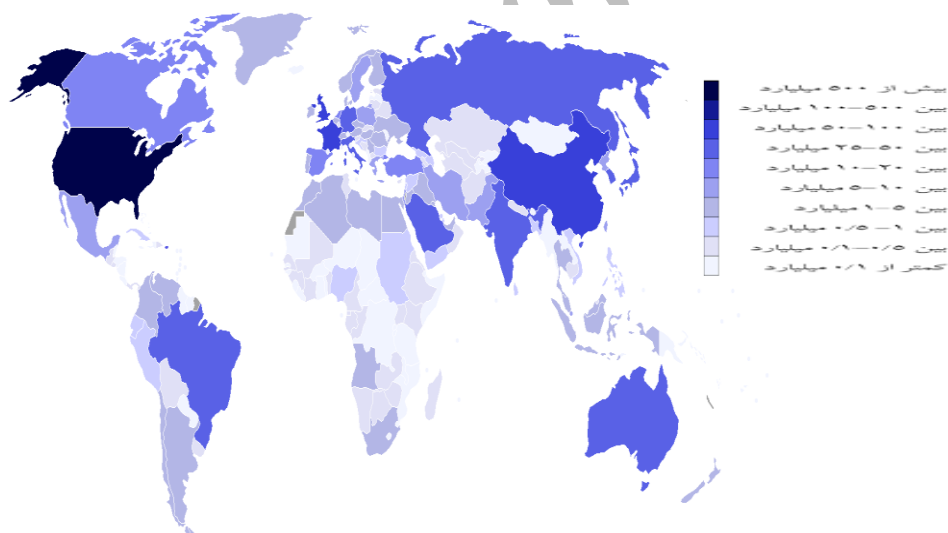 بیش از ۵۰۰ میلیارد
بین ۵۰۰-۱۰۰ میلیارد
بین ۱۰۰-۵۰ میلیارد
بین ۵۰-۲۵ میلیارد
بین ۲۰-۱۰ میلیارد
بین ۱۰-۵ میلیارد
بین ۵-۱ میلیارد
بین ۱-۰/۵ میلیارد
بین ۰/۵-۰/۱ میلیارد
کمتر از ۰/۱ میلیارد